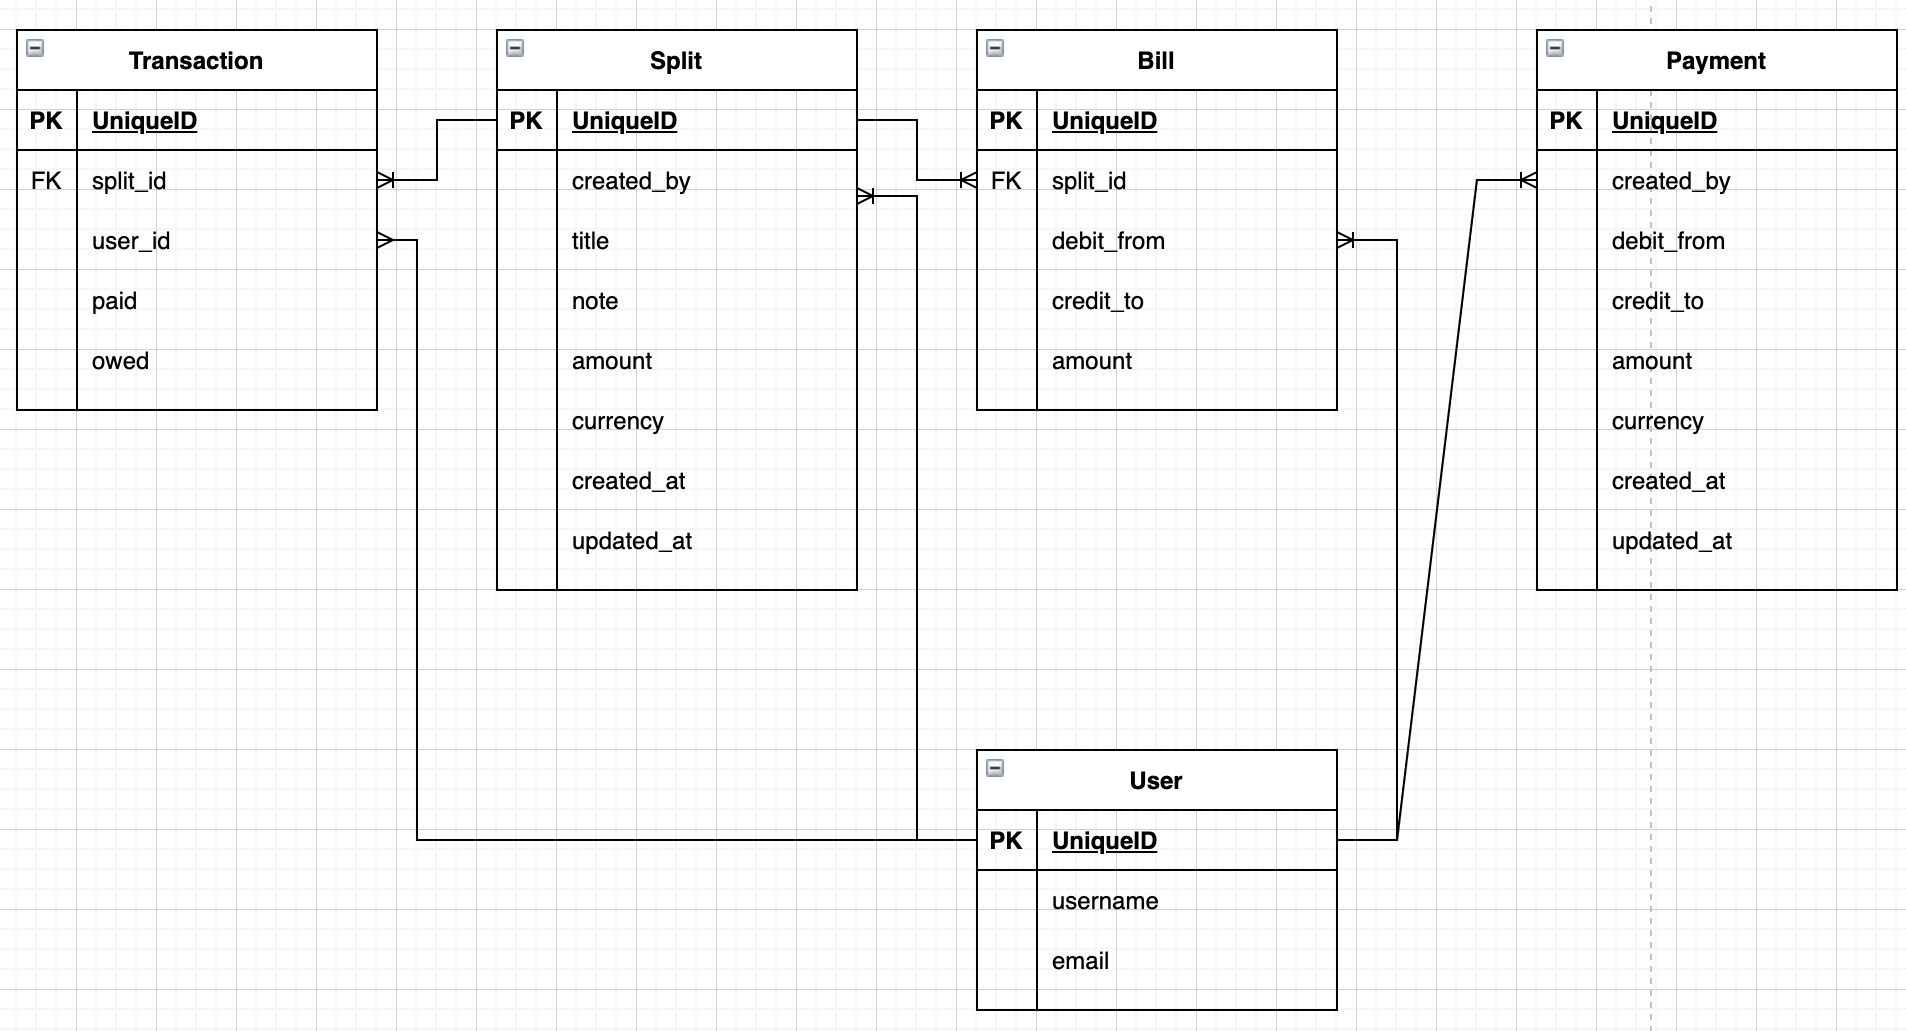 Transaction
PK UniqueID
FK split_id
user_id
paid
owed
Split
PK UniqueID
created_by
title
note
amount
currency
created_at
updated_at
Bill
PK UniqueID
FK split_id
debit_from
credit_to
amount
Payment
PK UniqueID
created_by
debit_from
credit_to
amount
currency
created_at
updated_at
User
PK UniqueID
username
email